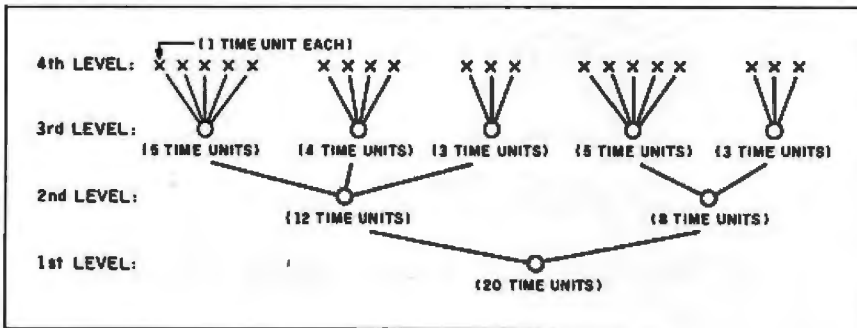 (1 TIME UNIT EACH)
4th LEVEL: x x x x x x x x x x x x x x x x x x x x
3rd LEVEL:
(5 TIME UNITS) (4 TIME UNITS) (3 TIME UNITS) (5 TIME UNITS) (3 TIME UNITS)
2nd LEVEL:
(12 TIME UNITS) (8 TIME UNITS)
1st LEVEL:
(20 TIME UNITS)